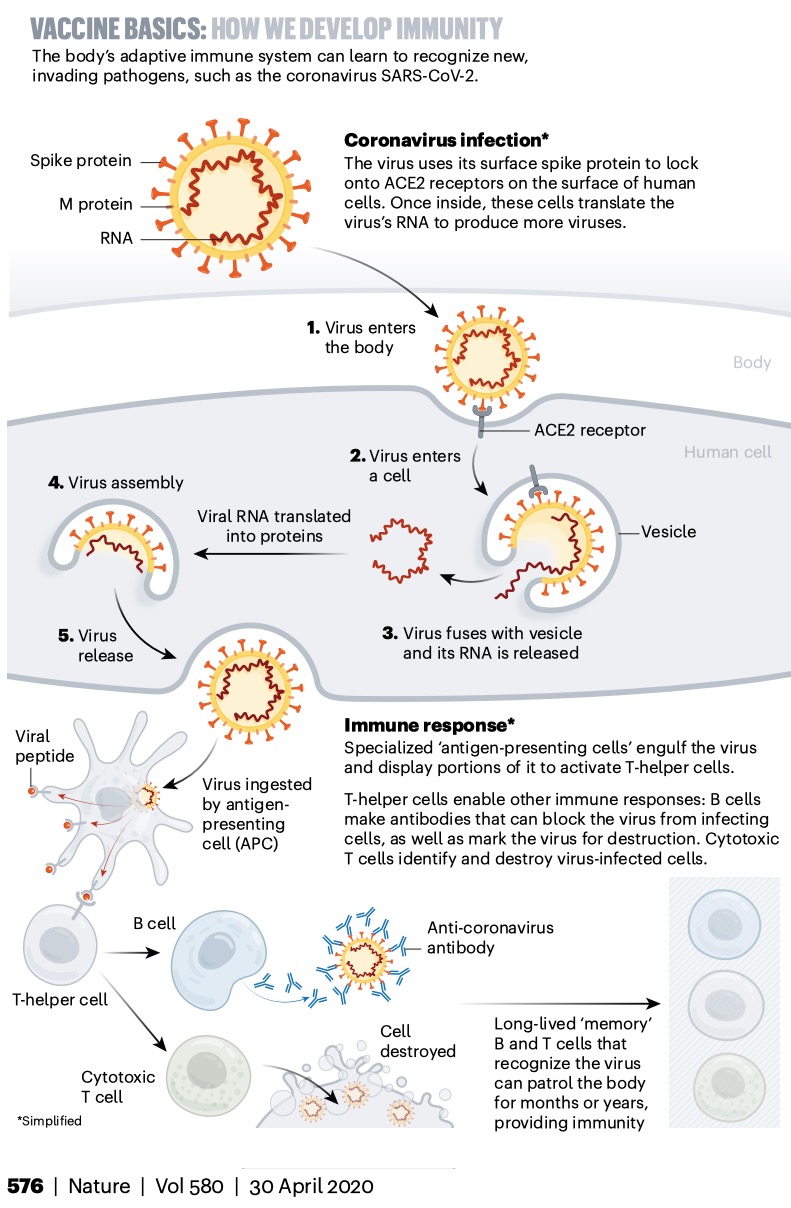 VACCINE BASICS: HOW WE DEVELOP IMMUNITY
The body's adaptive immune system can learn to recognize new,
invading pathogens, such as the coronavirus SARS-CoV-2.
Spike protein
M protein
RNA
Coronavirus infection*
The virus uses its surface spike protein to lock
onto ACE2 receptors on the surface of human
cells. Once inside, these cells translate the
virus's RNA to produce more viruses.
1. Virus enters
the body
Body
ACE2 receptor
Human cell
2. Virus enters
a cell
4. Virus assembly
Viral RNA translated
into proteins
Vesicle
5. Virus
release
3. Virus fuses with vesicle
and its RNA is released
Viral
peptide
Virus ingested
by antigen-
presenting
cell (APC)
Immune response*
Specialized ‘antigen-presenting cells’ engulf the virus
and display portions of it to activate T-helper cells.
T-helper cells enable other immune responses: B cells
make antibodies that can block the virus from infecting
cells, as well as mark the virus for destruction. Cytotoxic
T cells identify and destroy virus-infected cells.
B cell
Anti-coronavirus
antibody
T-helper cell
Cytotoxic
T cell
Cell
destroyed
Long-lived ‘memory’
B and T cells that
recognize the virus
can patrol the body
for months or years,
providing immunity
*Simplified
576 | Nature | Vol 580 | 30 April 2020